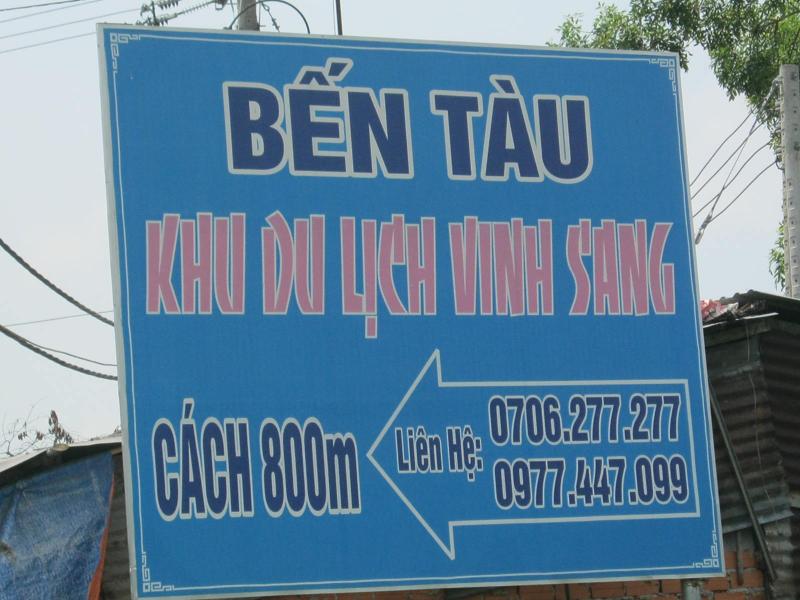 BẾN TÀU
KHU DU LỊCH VINH SANG
CÁCH 800m
Liên Hệ:
0706.277.277
0977.447.099